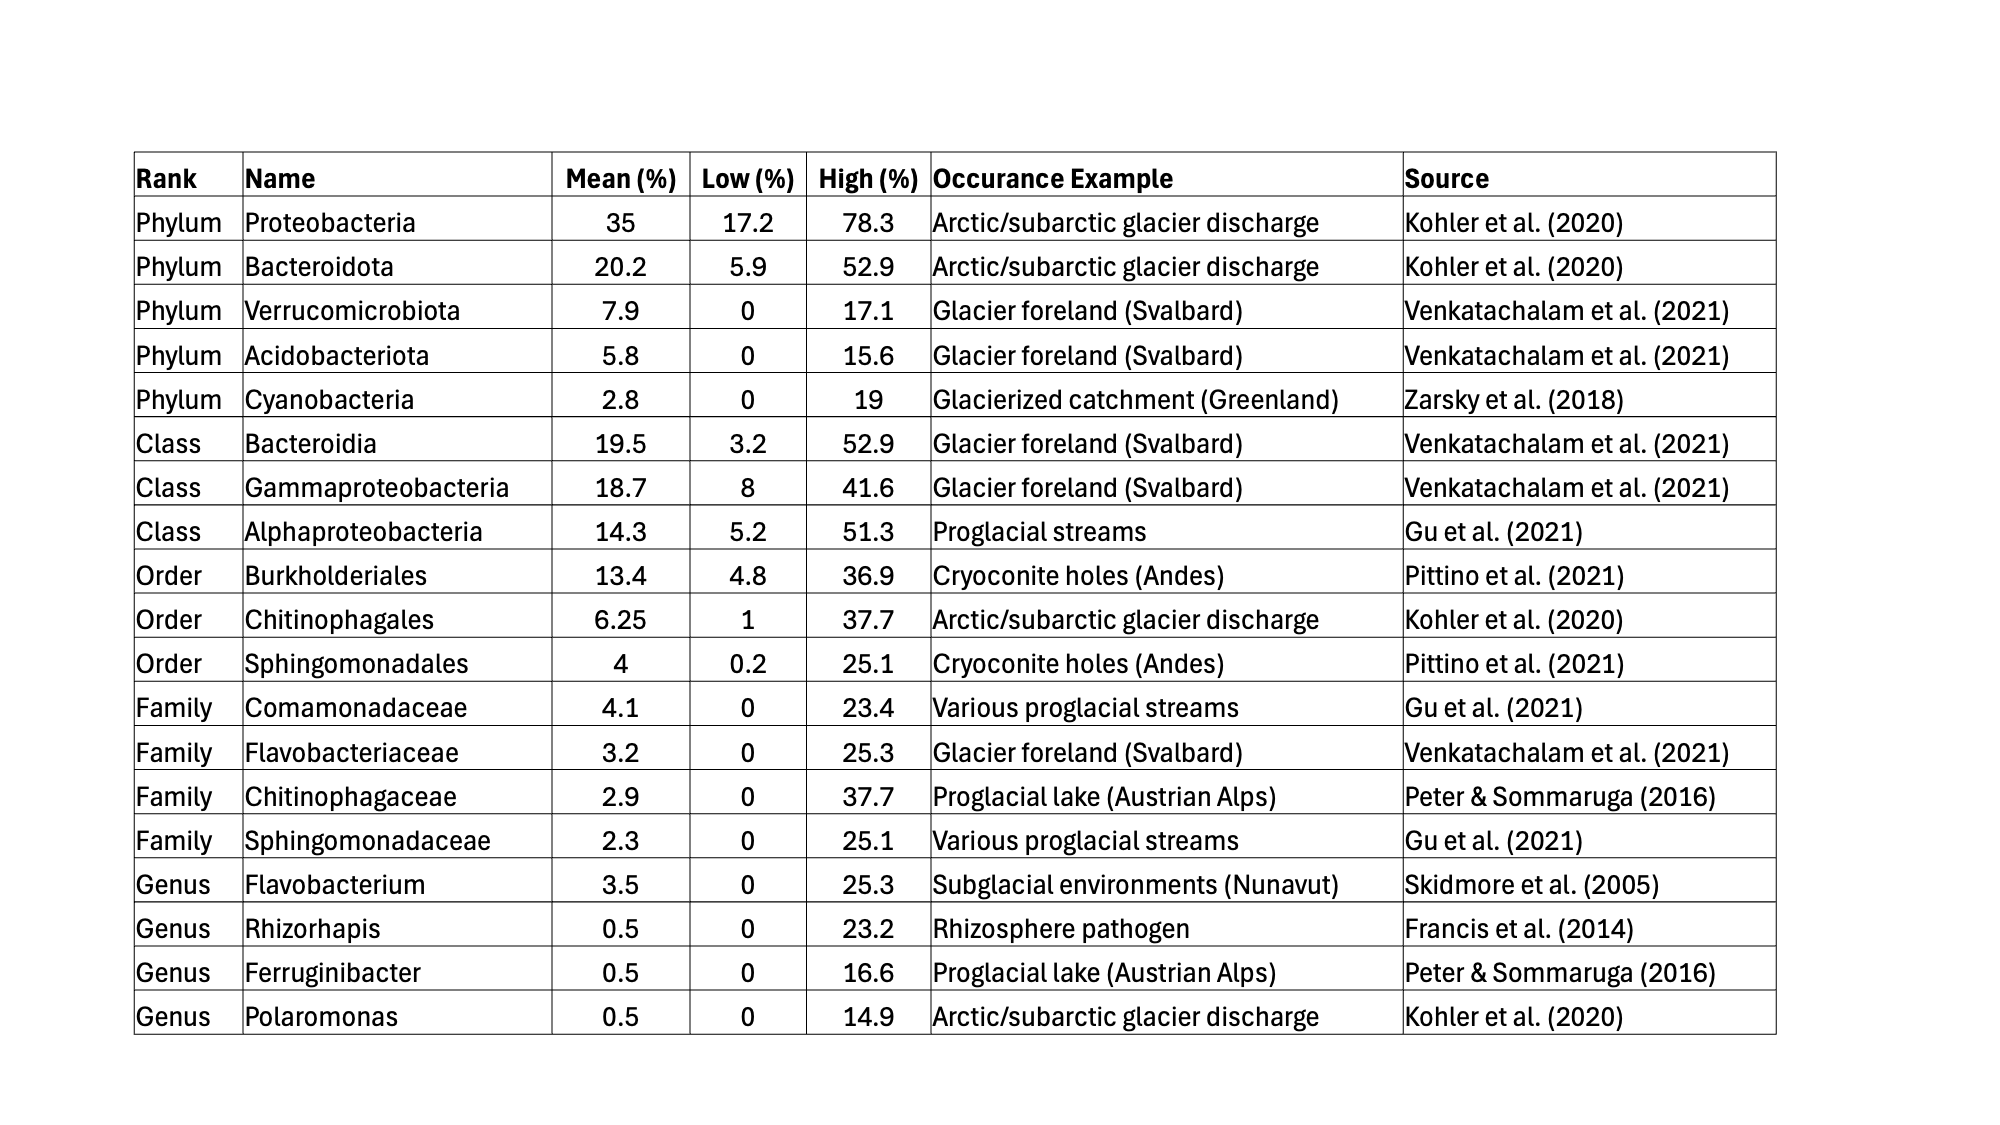 Rank Name Mean (%) Low (%) High (%) Occurance Example Source
Phylum Proteobacteria 35 17.2 78.3 Arctic/subarctic glacier discharge Kohler et al. (2020)
Phylum Bacteroidota 20.2 5.9 52.9 Arctic/subarctic glacier discharge Kohler et al. (2020)
Phylum Verrucomicrobiota 7.9 0 17.1 Glacier foreland (Svalbard) Venkatachalam et al. (2021)
Phylum Acidobacteriota 5.8 0 15.6 Glacier foreland (Svalbard) Venkatachalam et al. (2021)
Phylum Cyanobacteria 2.8 0 19 Glacierized catchment (Greenland) Zarsky et al. (2018)
Class Bacteroidia 19.5 3.2 52.9 Glacier foreland (Svalbard) Venkatachalam et al. (2021)
Class Gammaproteobacteria 18.7 8 41.6 Glacier foreland (Svalbard) Venkatachalam et al. (2021)
Class Alphaproteobacteria 14.3 5.2 51.3 Proglacial streams Gu et al. (2021)
Order Burkholderiales 13.4 4.8 36.9 Cryoconite holes (Andes) Pittino et al. (2021)
Order Chitinophagales 6.25 1 37.7 Arctic/subarctic glacier discharge Kohler et al. (2020)
Order Sphingomonadales 4 0.2 25.1 Cryoconite holes (Andes) Pittino et al. (2021)
Family Comamonadaceae 4.1 0 23.4 Various proglacial streams Gu et al. (2021)
Family Flavobacteriaceae 3.2 0 25.3 Glacier foreland (Svalbard) Venkatachalam et al. (2021)
Family Chitinophagaceae 2.9 0 37.7 Proglacial lake (Austrian Alps) Peter & Sommaruga (2016)
Family Sphingomonadaceae 2.3 0 25.1 Various proglacial streams Gu et al. (2021)
Genus Flavobacterium 3.5 0 25.3 Subglacial environments (Nunavut) Skidmore et al. (2005)
Genus Rhizorhapis 0.5 0 23.2 Rhizosphere pathogen Francis et al. (2014)
Genus Ferruginibacter 0.5 0 16.6 Proglacial lake (Austrian Alps) Peter & Sommaruga (2016)
Genus Polaromonas 0.5 0 14.9 Arctic/subarctic glacier discharge Kohler et al. (2020)